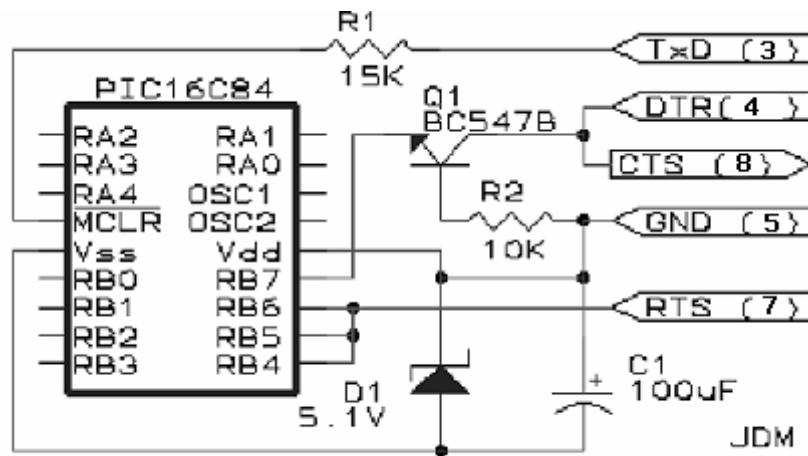 R1
15K
TxD (3)
PIC16C84
Q1
BC547B
DTR(4)
CTS (8)
RA2 RA1
RA3 RA0
RA4 OSC1
MCLR OSC2
Vss Vdd
RB0 RB7
RB1 RB6
RB2 RB5
RB3 RB4
R2
10K
GND (5)
RTS (7)
D1
5.1V
C1
+
100uF
JDM